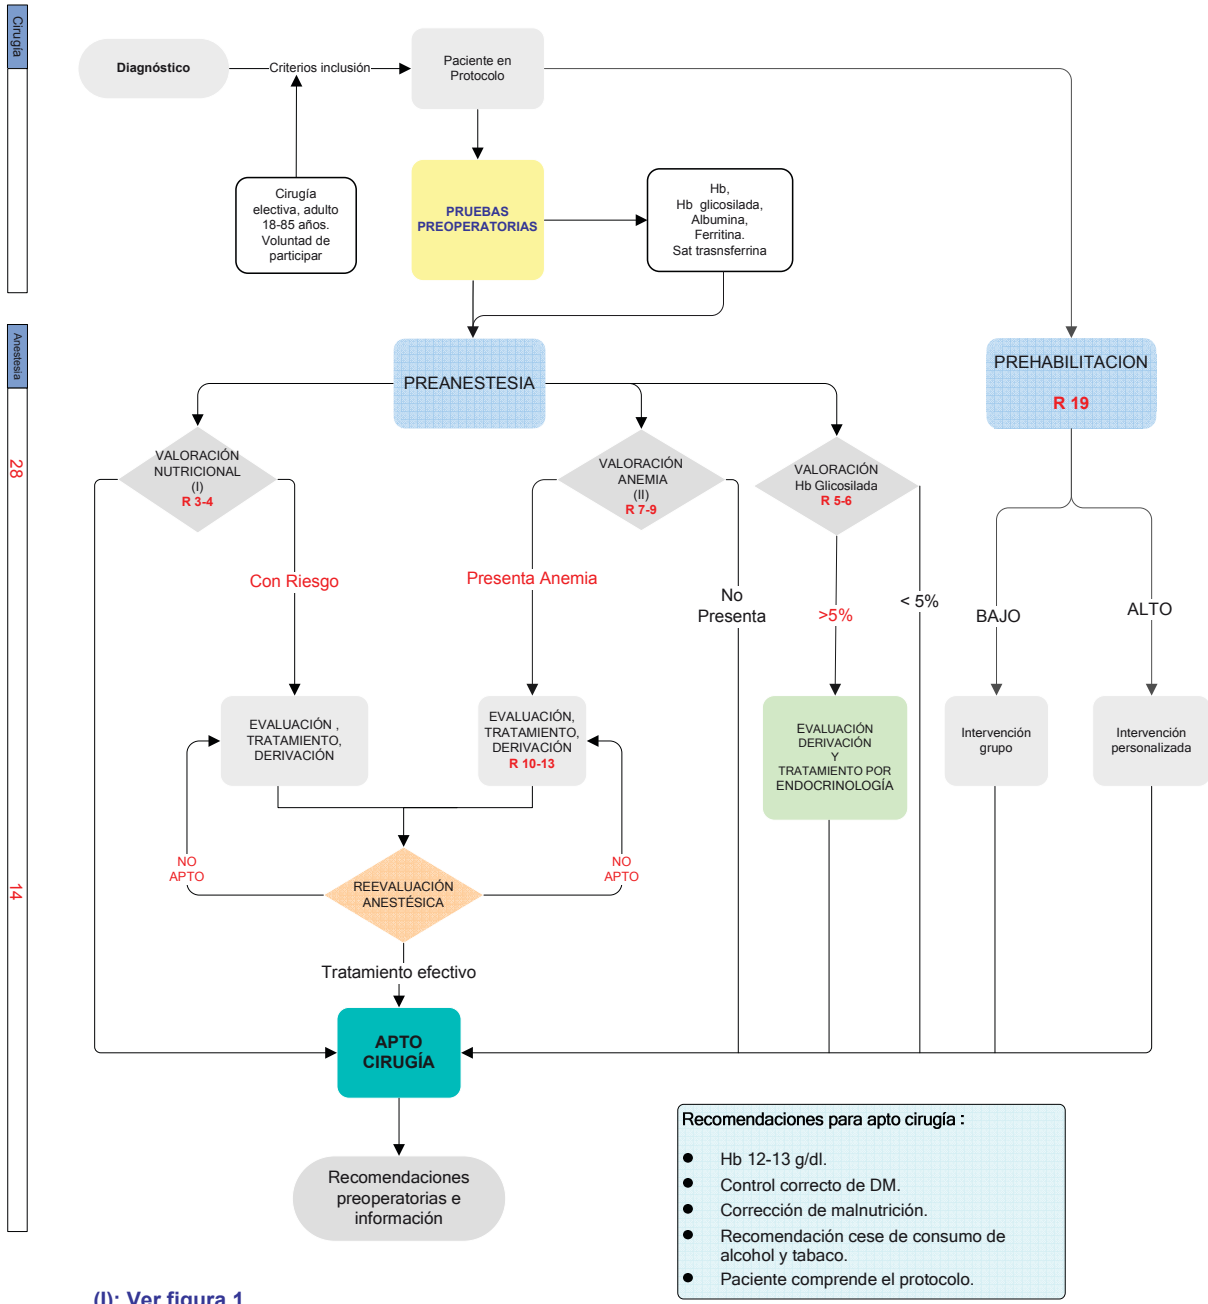 Cirugía
Diagnóstico
Criterios inclusión
Paciente en
Protocolo
Cirugía
electiva, adulto
18-85 años.
Voluntad de
participar
PRUEBAS
PREOPERATORIAS
Hb,
Hb glicosilada,
Albumina,
Ferritina.
Sat trasnsferrina
Anestesia
28
14
PREANESTESIA
PREHABILITACION
R 19
VALORACIÓN
NUTRICIONAL
(I)
R 3-4
VALORACIÓN
ANEMIA
(II)
R 7-9
VALORACIÓN
Hb Glicosilada
R 5-6
Con Riesgo
Presenta Anemia
No
Presenta
>5%
< 5%
BAJO
ALTO
EVALUACIÓN ,
TRATAMIENTO,
DERIVACIÓN
EVALUACIÓN,
TRATAMIENTO,
DERIVACIÓN
R 10-13
EVALUACIÓN
DERIVACIÓN
Y
TRATAMIENTO POR
ENDOCRINOLOGÍA
Intervención
grupo
Intervención
personalizada
NO
APTO
REEVALUACIÓN
ANESTÉSICA
NO
APTO
Tratamiento efectivo
APTO
CIRUGÍA
Recomendaciones
preoperatorias e
información
Recomendaciones para apto cirugía :
● Hb 12-13 g/dl.
● Control correcto de DM.
● Corrección de malnutrición.
● Recomendación cese de consumo de
alcohol y tabaco.
● Paciente comprende el protocolo.
(I): Ver figura 1